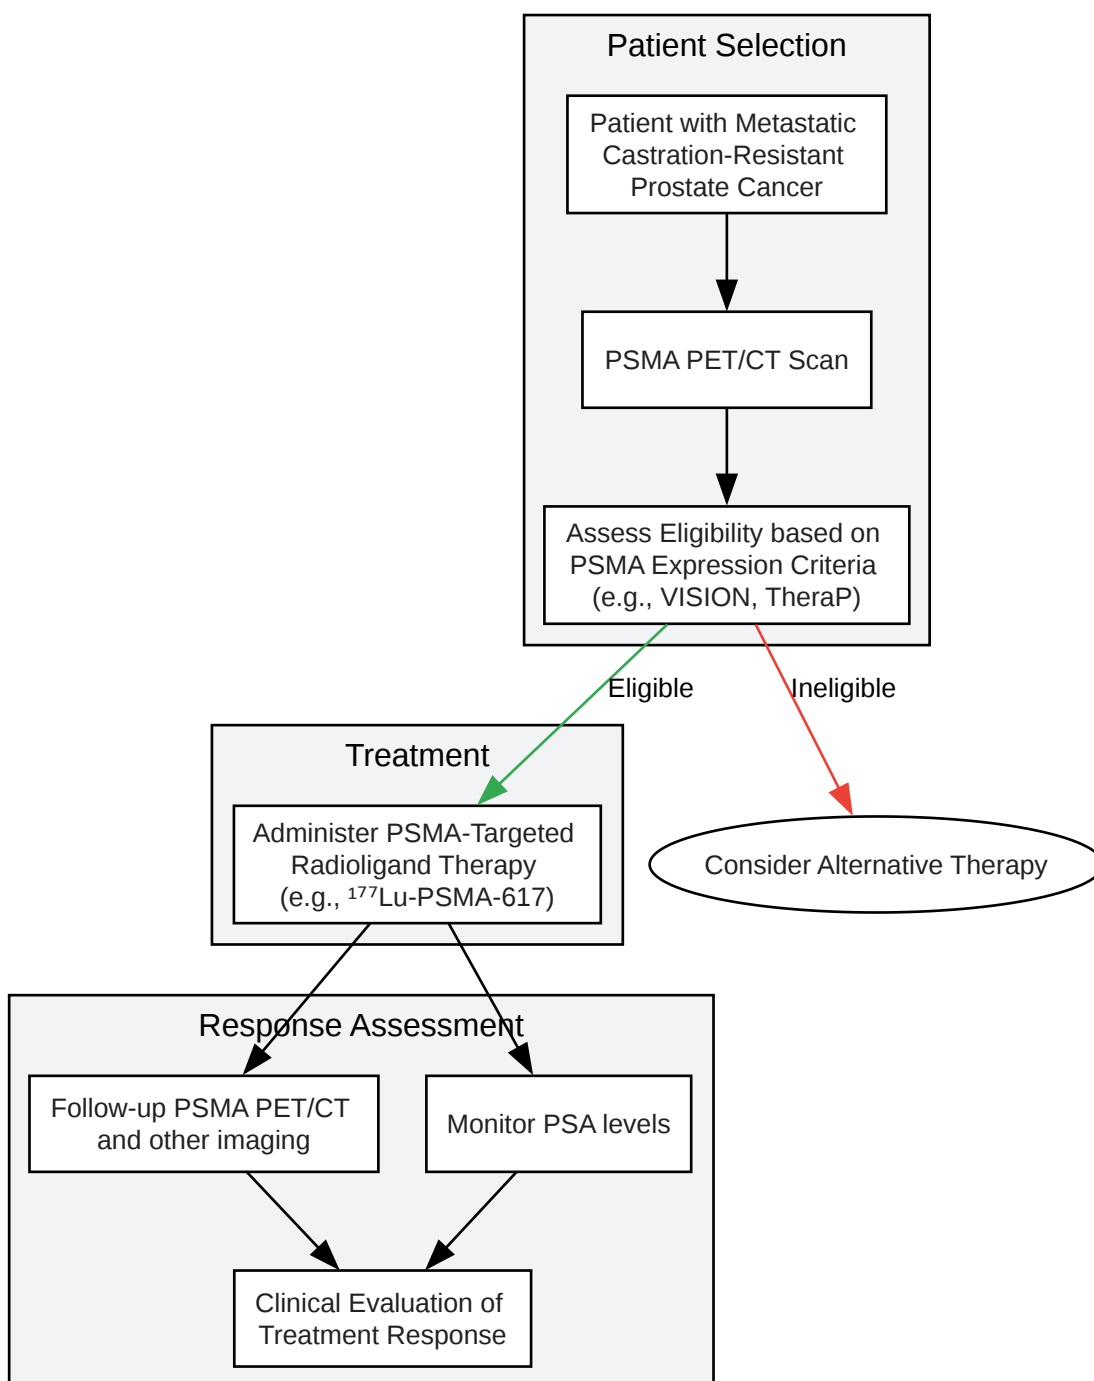 Patient Selection
Patient with Metastatic
Castration-Resistant
Prostate Cancer
PSMA PET/CT Scan
Assess Eligibility based on
PSMA Expression Criteria
(e.g., VISION, TheraP)
Eligible
Ineligible
Treatment
Administer PSMA-Targeted
Radioligand Therapy
(e.g., ¹⁷⁷Lu-PSMA-617)
Consider Alternative Therapy
Response Assessment
Follow-up PSMA PET/CT
and other imaging
Monitor PSA levels
Clinical Evaluation of
Treatment Response